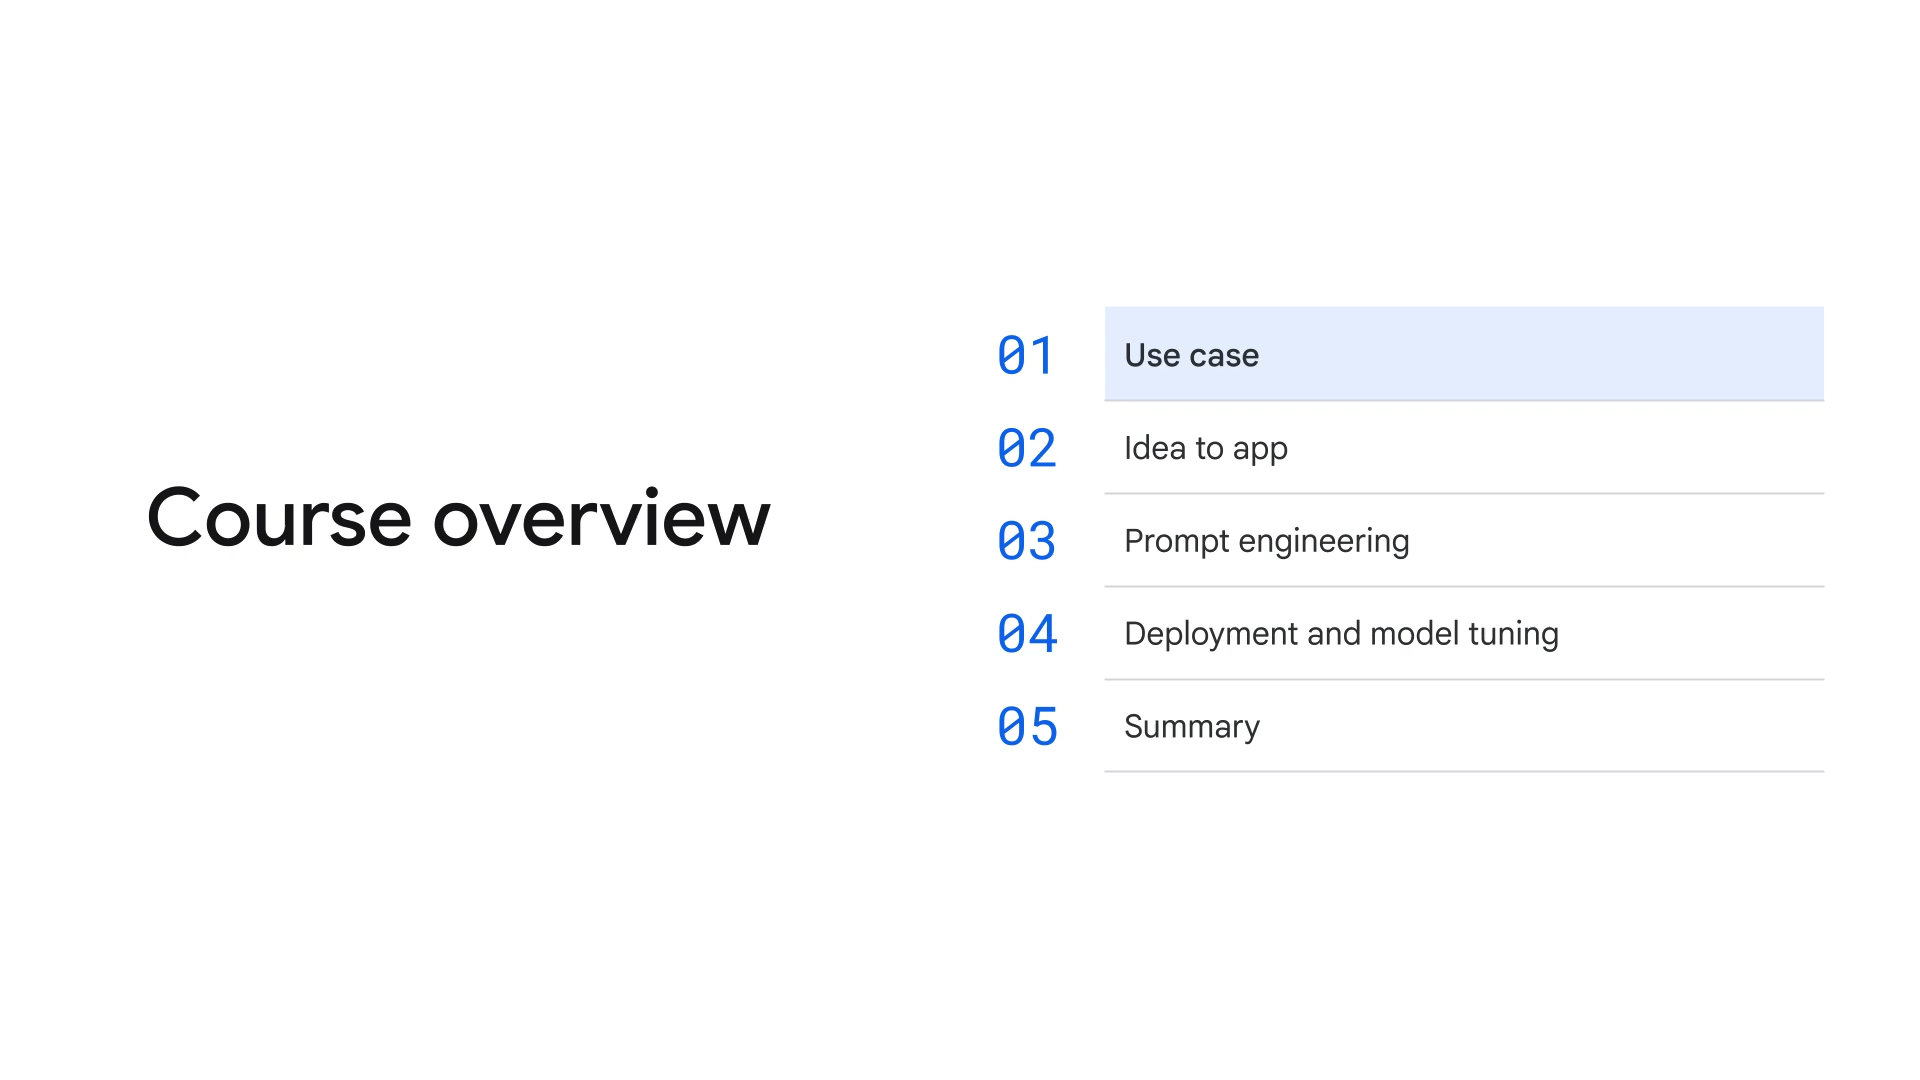 Course overview
01 Use case
02 Idea to app
03 Prompt engineering
04 Deployment and model tuning
05 Summary